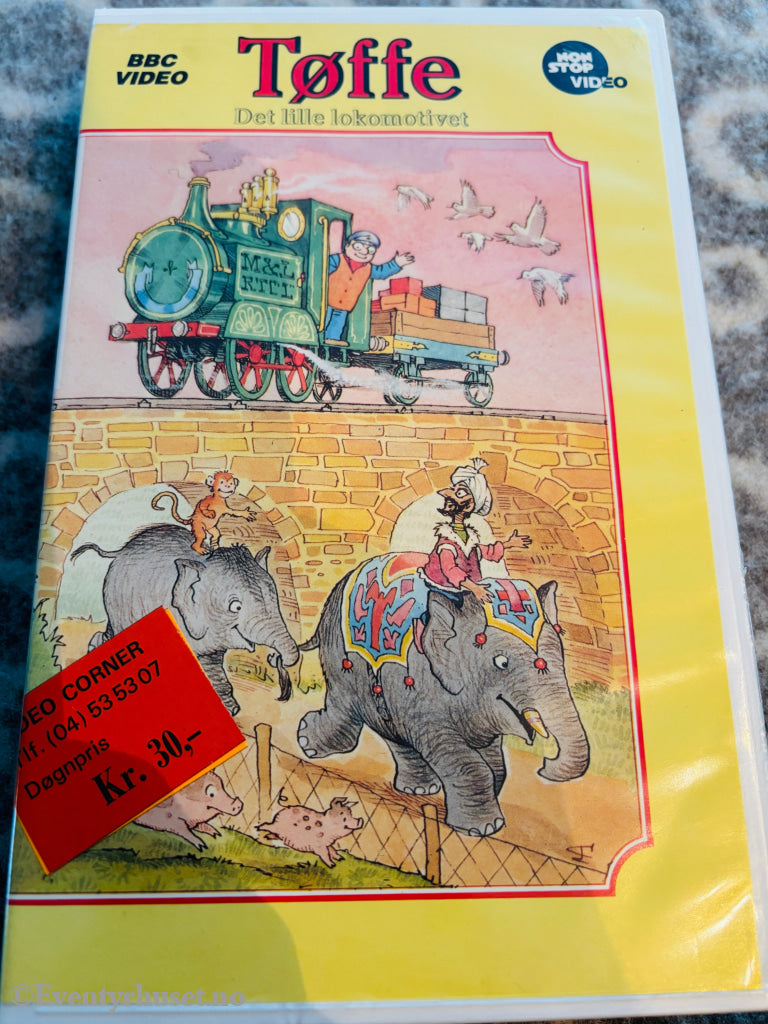 BBC
VIDEO
Tøffe
NON
STOP
VIDEO
Det lille lokomotivet
M&L
DEO CORNER
lf. (04) 53 53 07
Døgnpris
Kr. 30,-
©Eventyrhuset.no